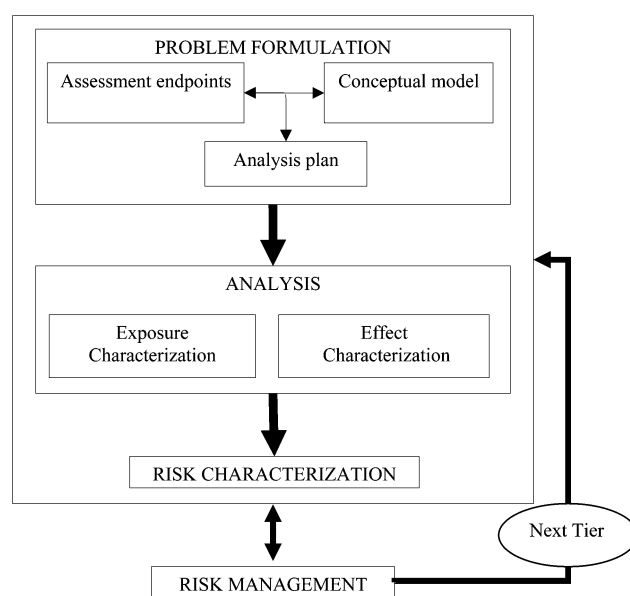 PROBLEM FORMULATION
Assessment endpoints
Conceptual model
Analysis plan
ANALYSIS
Exposure
Characterization
Effect
Characterization
RISK CHARACTERIZATION
Next Tier
RISK MANAGEMENT